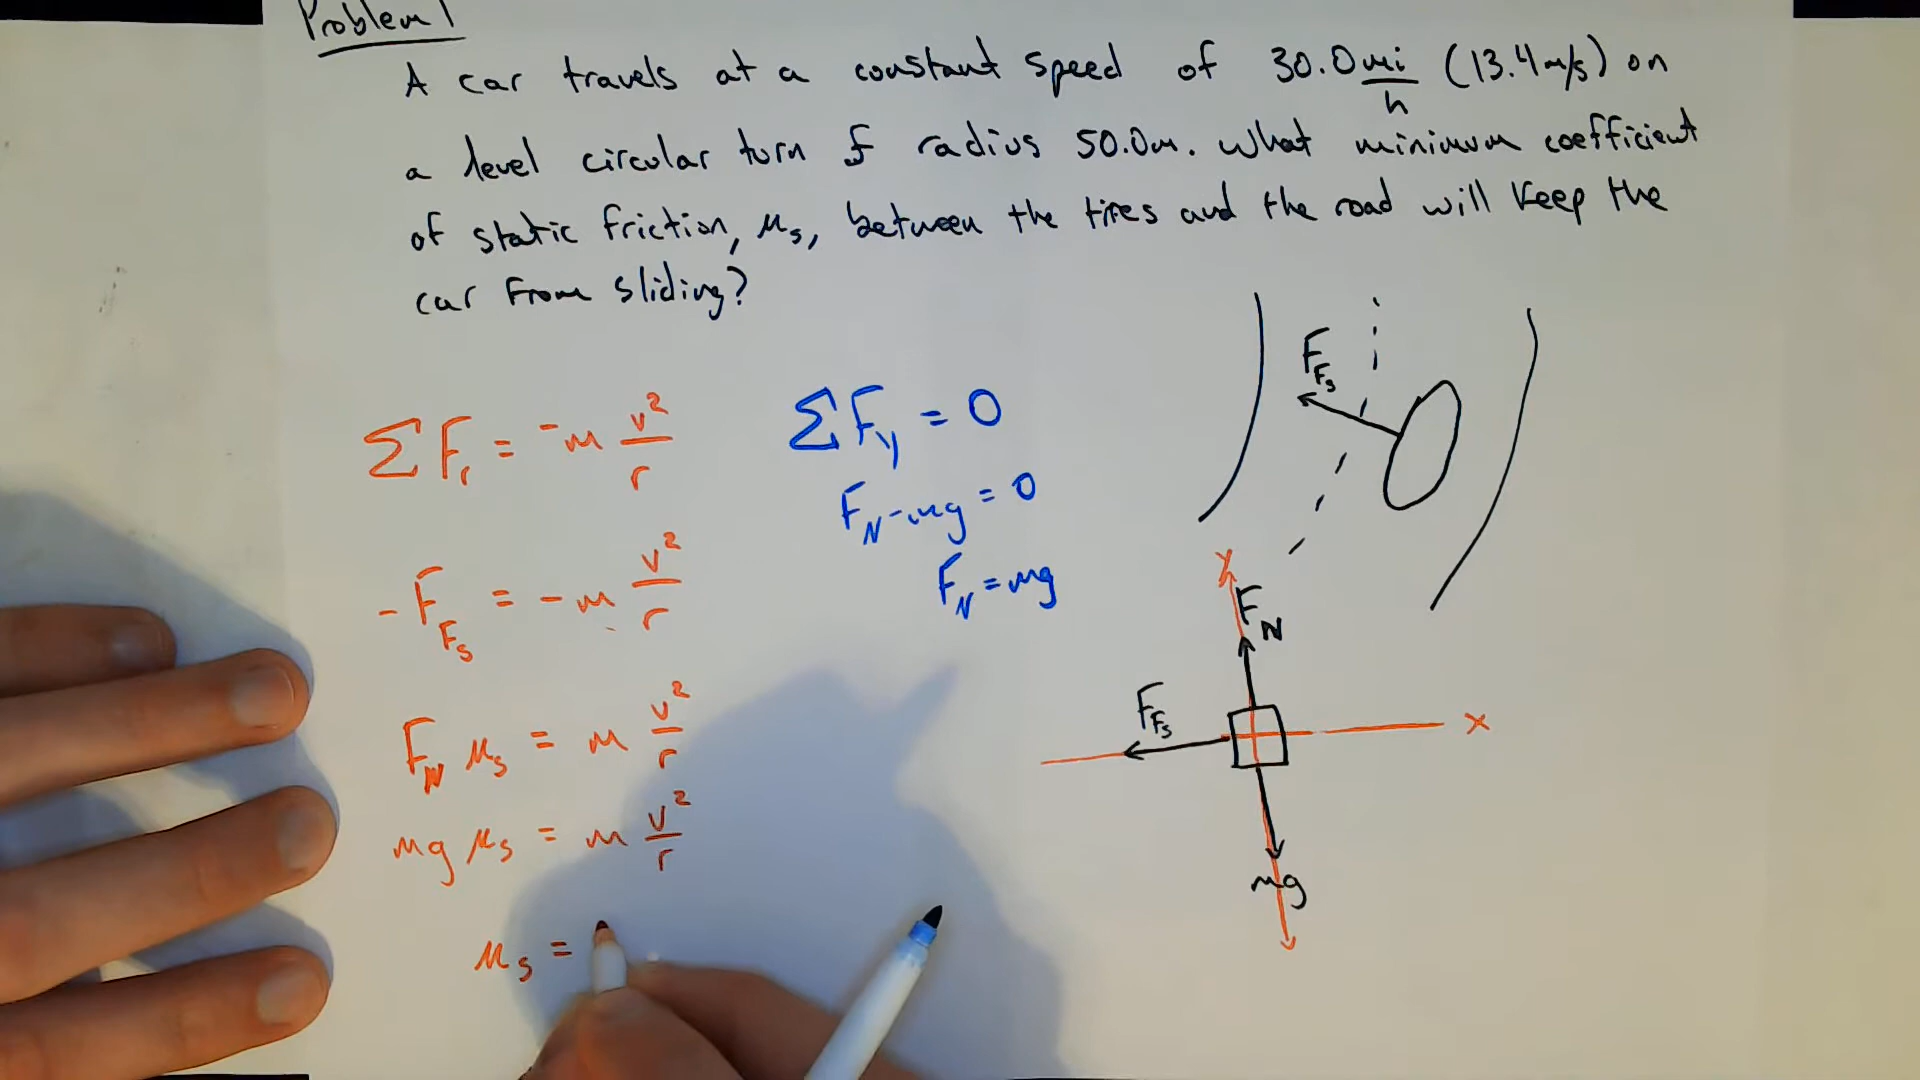 Problem 1
A car travels at a constant speed of 30.0 mi/h (13.4 m/s) on
a level circular turn of radius 50.0m. What minimum coefficient
of static friction, μs, between the tires and the road will keep the
car from sliding?
ΣFr = -m v²/r
-FFs = -m v²/r
FN μs = m v²/r
mg μs = m v²/r
μs =
ΣFy = 0
FN - mg = 0
FN = mg
FFs
y
FN
FFs
x
mg